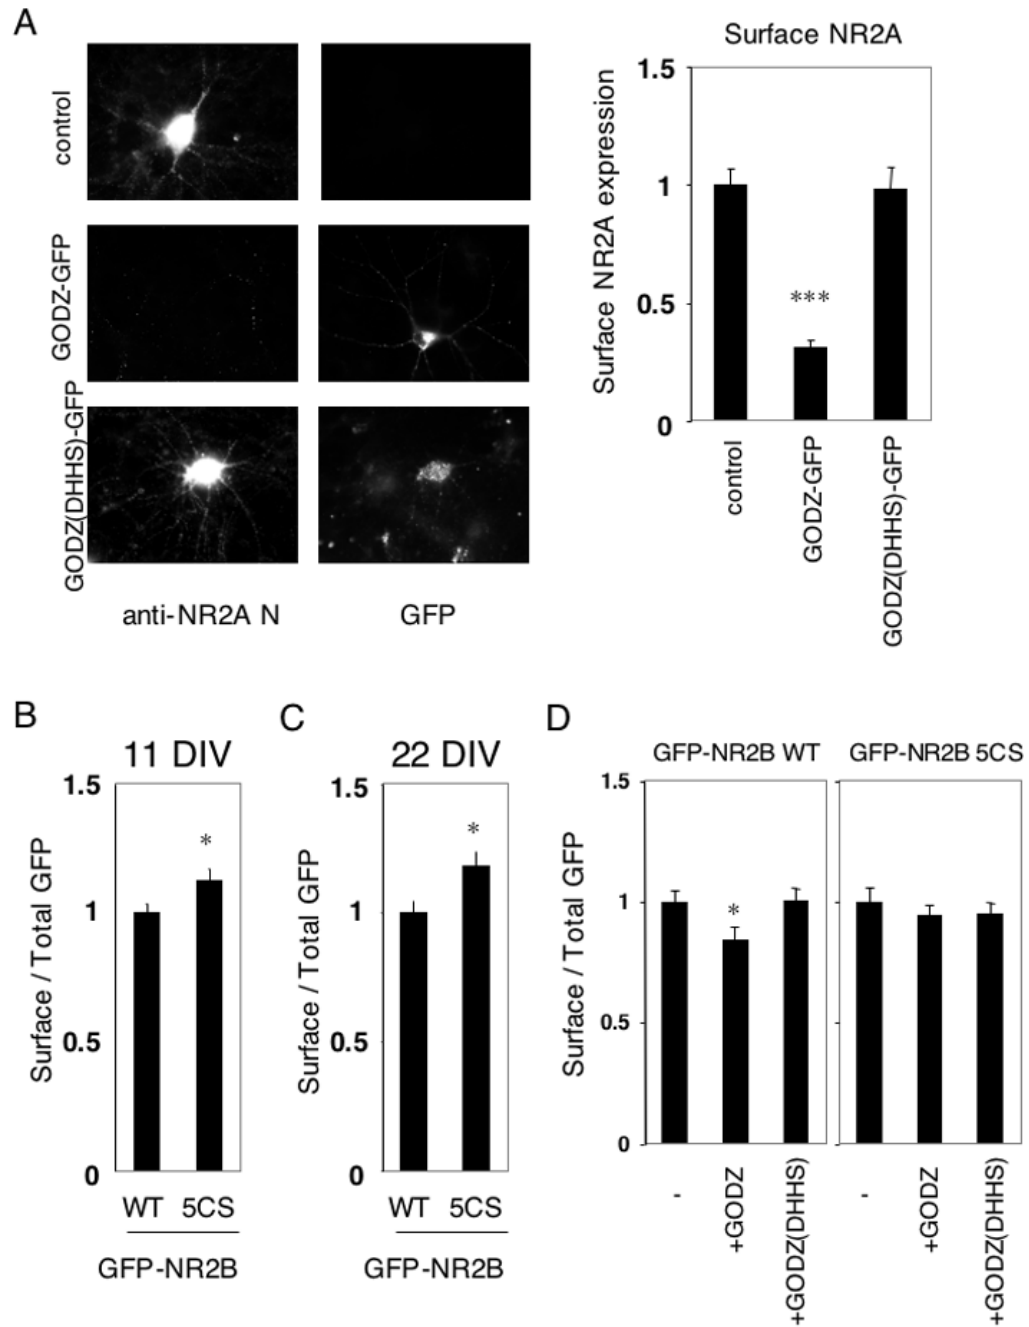 A
control
GODZ-GFP
GODZ(DHHS)-GFP
anti-NR2A N
GFP
Surface NR2A
Surface NR2A expression
1.5
1
0.5
0
***
control
GODZ-GFP
GODZ(DHHS)-GFP
B
11 DIV
Surface / Total GFP
1.5
1
0.5
0
*
WT 5CS
GFP-NR2B
C
22 DIV
Surface / Total GFP
1.5
1
0.5
0
*
WT 5CS
GFP-NR2B
D
GFP-NR2B WT
GFP-NR2B 5CS
Surface / Total GFP
1.5
1
0.5
0
*
-
+GODZ
+GODZ(DHHS)
-
+GODZ
+GODZ(DHHS)